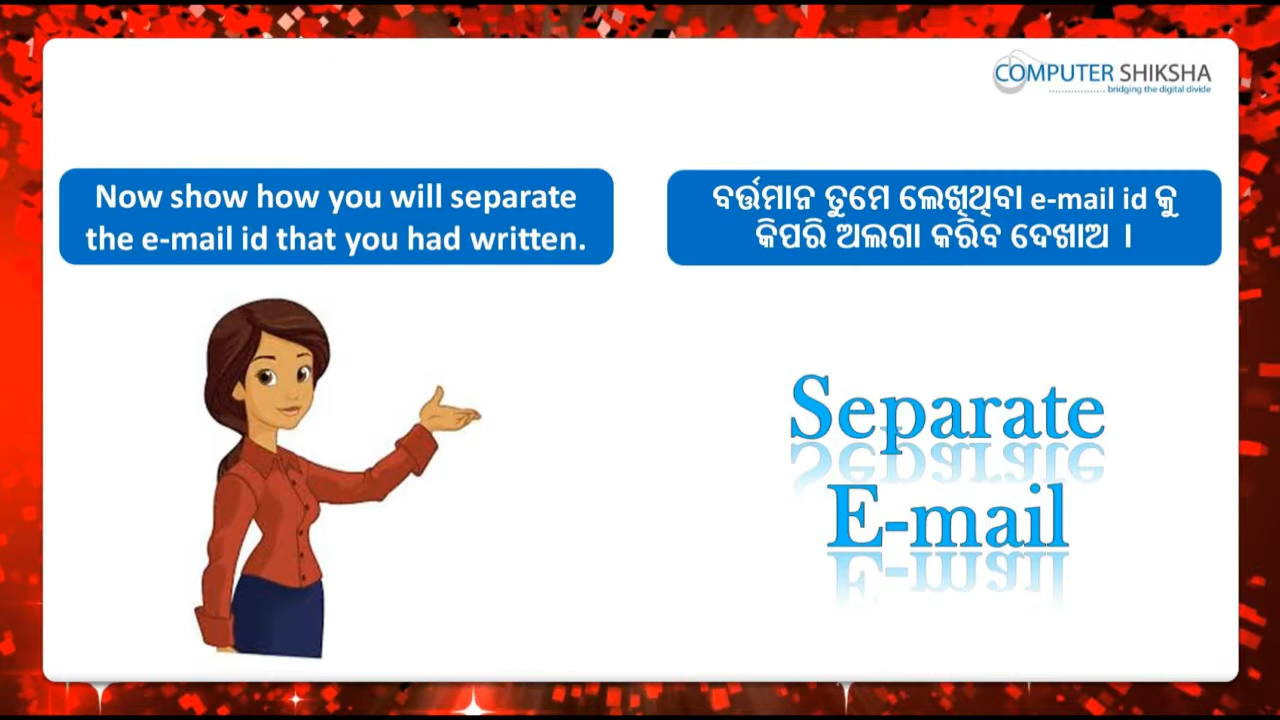 COMPUTER SHIKSHA
bridging the digital divide
Now show how you will separate
the e-mail id that you had written.
ବର୍ତ୍ତମାନ ତୁମେ ଲେଖିଥିବା e-mail id କୁ
କିପରି ଅଲଗା କରିବ ଦେଖାଅ ।
Separate
E-mail